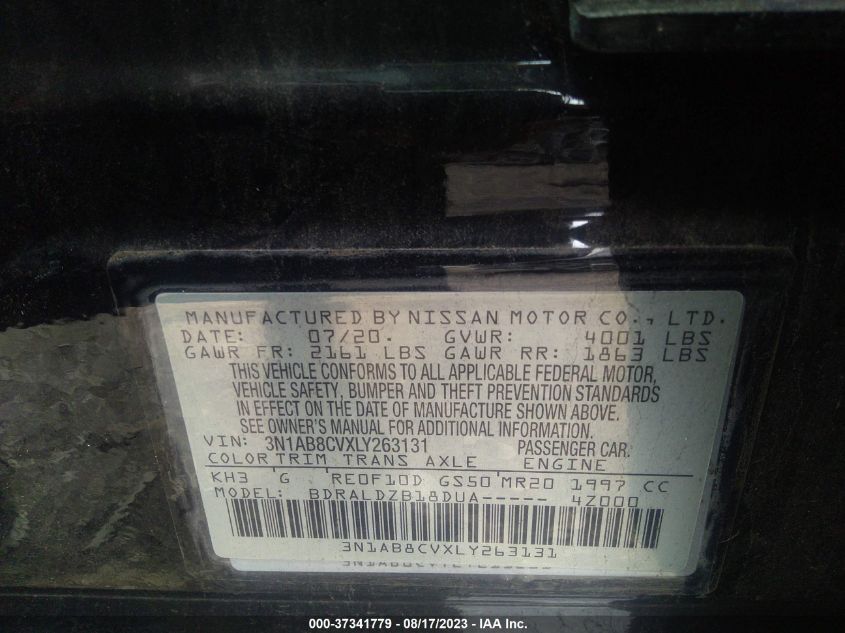 MANUFACTURED BY NISSAN MOTOR CO., LTD.
DATE: 07/20. GVWR: 4001 LBS
GAWR FR: 2161 LBS GAWR RR: 1863 LBS
THIS VEHICLE CONFORMS TO ALL APPLICABLE FEDERAL MOTOR,
VEHICLE SAFETY, BUMPER AND THEFT PREVENTION STANDARDS
IN EFFECT ON THE DATE OF MANUFACTURE SHOWN ABOVE.
SEE OWNER'S MANUAL FOR ADDITIONAL INFORMATION.
VIN: 3N1AB8CVXLY263131 PASSENGER CAR.
COLOR TRIM TRANS AXLE ENGINE
KH3 G RE0F10D GS50 MR20 1997 CC
MODEL: BDRALDZB18DUA----- 4Z000
3N1AB8CVXLY263131
000-37341779 — 08/17/2023 — IAA Inc.